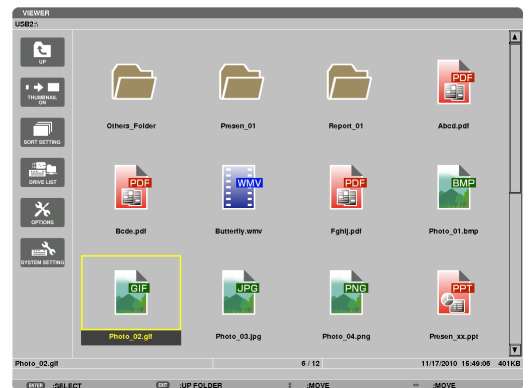 VIEWER
USB2:\
UP
THUMBNAIL
ON
SORT SETTING
DRIVE LIST
OPTIONS
SYSTEM SETTING
PDF
Others_Folder Presen_01 Report_01 Abcd.pdf
PDF WMV PDF BMP
Bcde.pdf Butterfly.wmv Fghij.pdf Photo_01.bmp
GIF JPG PNG PPT
Photo_02.gif Photo_03.jpg Photo_04.png Presen_xx.ppt
Photo_02.gif 6 / 12 11/17/2010 15:49:06 401KB
ENTER :SELECT EXIT :UP FOLDER :MOVE :MOVE